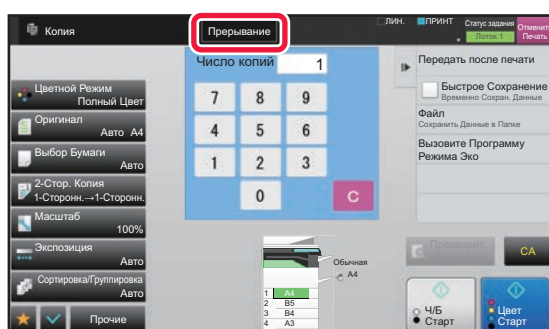 Копия
Прерывание
ЛИН.
ПРИНТ
Статус задания
Лоток 1
Отменить
Печать
Число копий
1
7 8 9
4 5 6
1 2 3
0 C
Цветной Режим
Полный Цвет
Оригинал
Авто A4
Выбор Бумаги
Авто
2-Стор. Копия
1-Сторонн.→1-Сторонн.
Масштаб
100%
Экспозиция
Авто
Сортировка/Группировка
Авто
Прочие
Передать после печати
Быстрое Сохранение
Временно Сохран. Данные
Файл
Сохранить Данные в Папке
Вызовите Программу
Режима Эко
Обычная
A4
1 A4
2 B5
3 B4
4 A3
Предварит.
CA
Ч/Б
Старт
Цвет
Старт